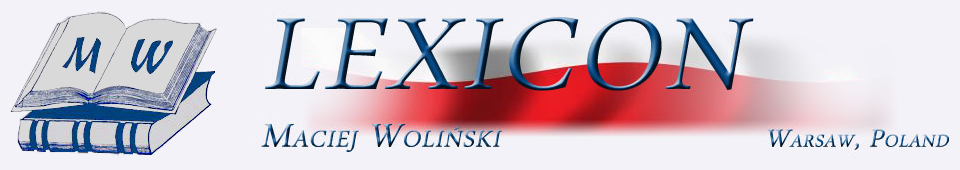 M W
LEXICON
MACIEJ WOLIŃSKI
WARSAW, POLAND